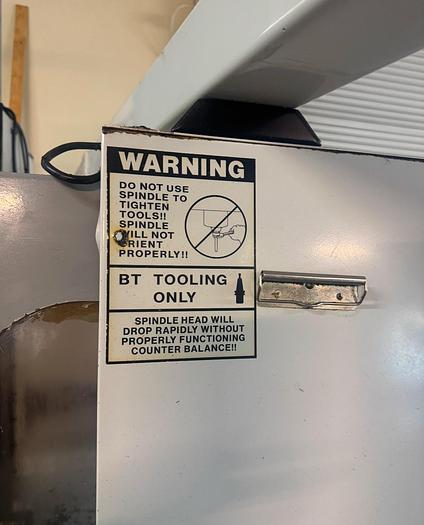 WARNING
DO NOT USE
SPINDLE TO
TIGHTEN
TOOLS!!
SPINDLE
WILL NOT
ORIENT
PROPERLY!!
BT TOOLING
ONLY
SPINDLE HEAD WILL
DROP RAPIDLY WITHOUT
PROPERLY FUNCTIONING
COUNTER BALANCE!!